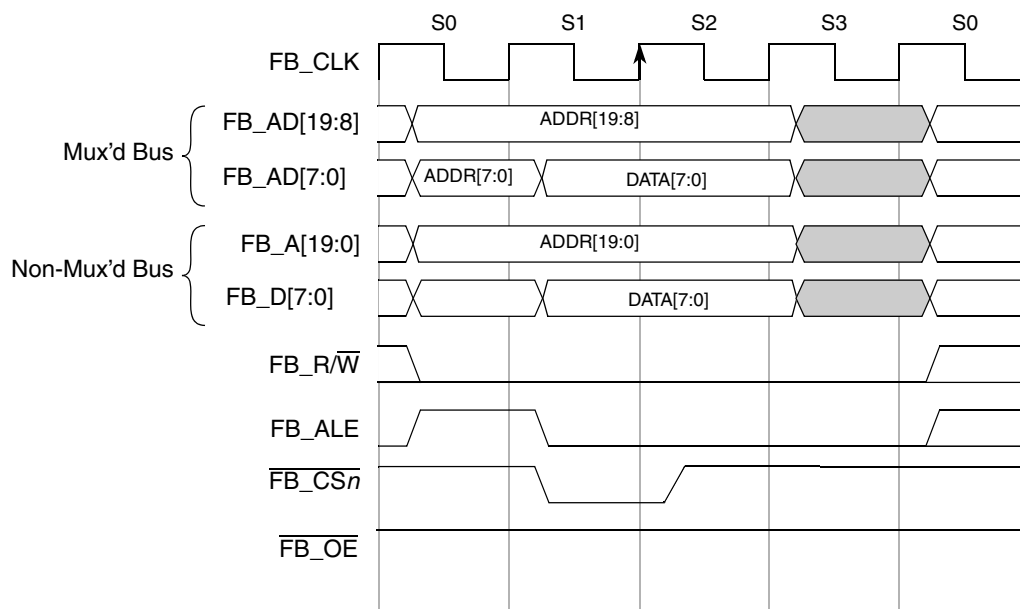 S0 S1 S2 S3 S0
FB_CLK
Mux'd Bus
FB_AD[19:8] ADDR[19:8]
FB_AD[7:0] ADDR[7:0] DATA[7:0]
Non-Mux'd Bus
FB_A[19:0] ADDR[19:0]
FB_D[7:0] DATA[7:0]
FB_R/W̅
FB_ALE
F̅B̅_̅C̅S̅n̅
F̅B̅_̅O̅E̅